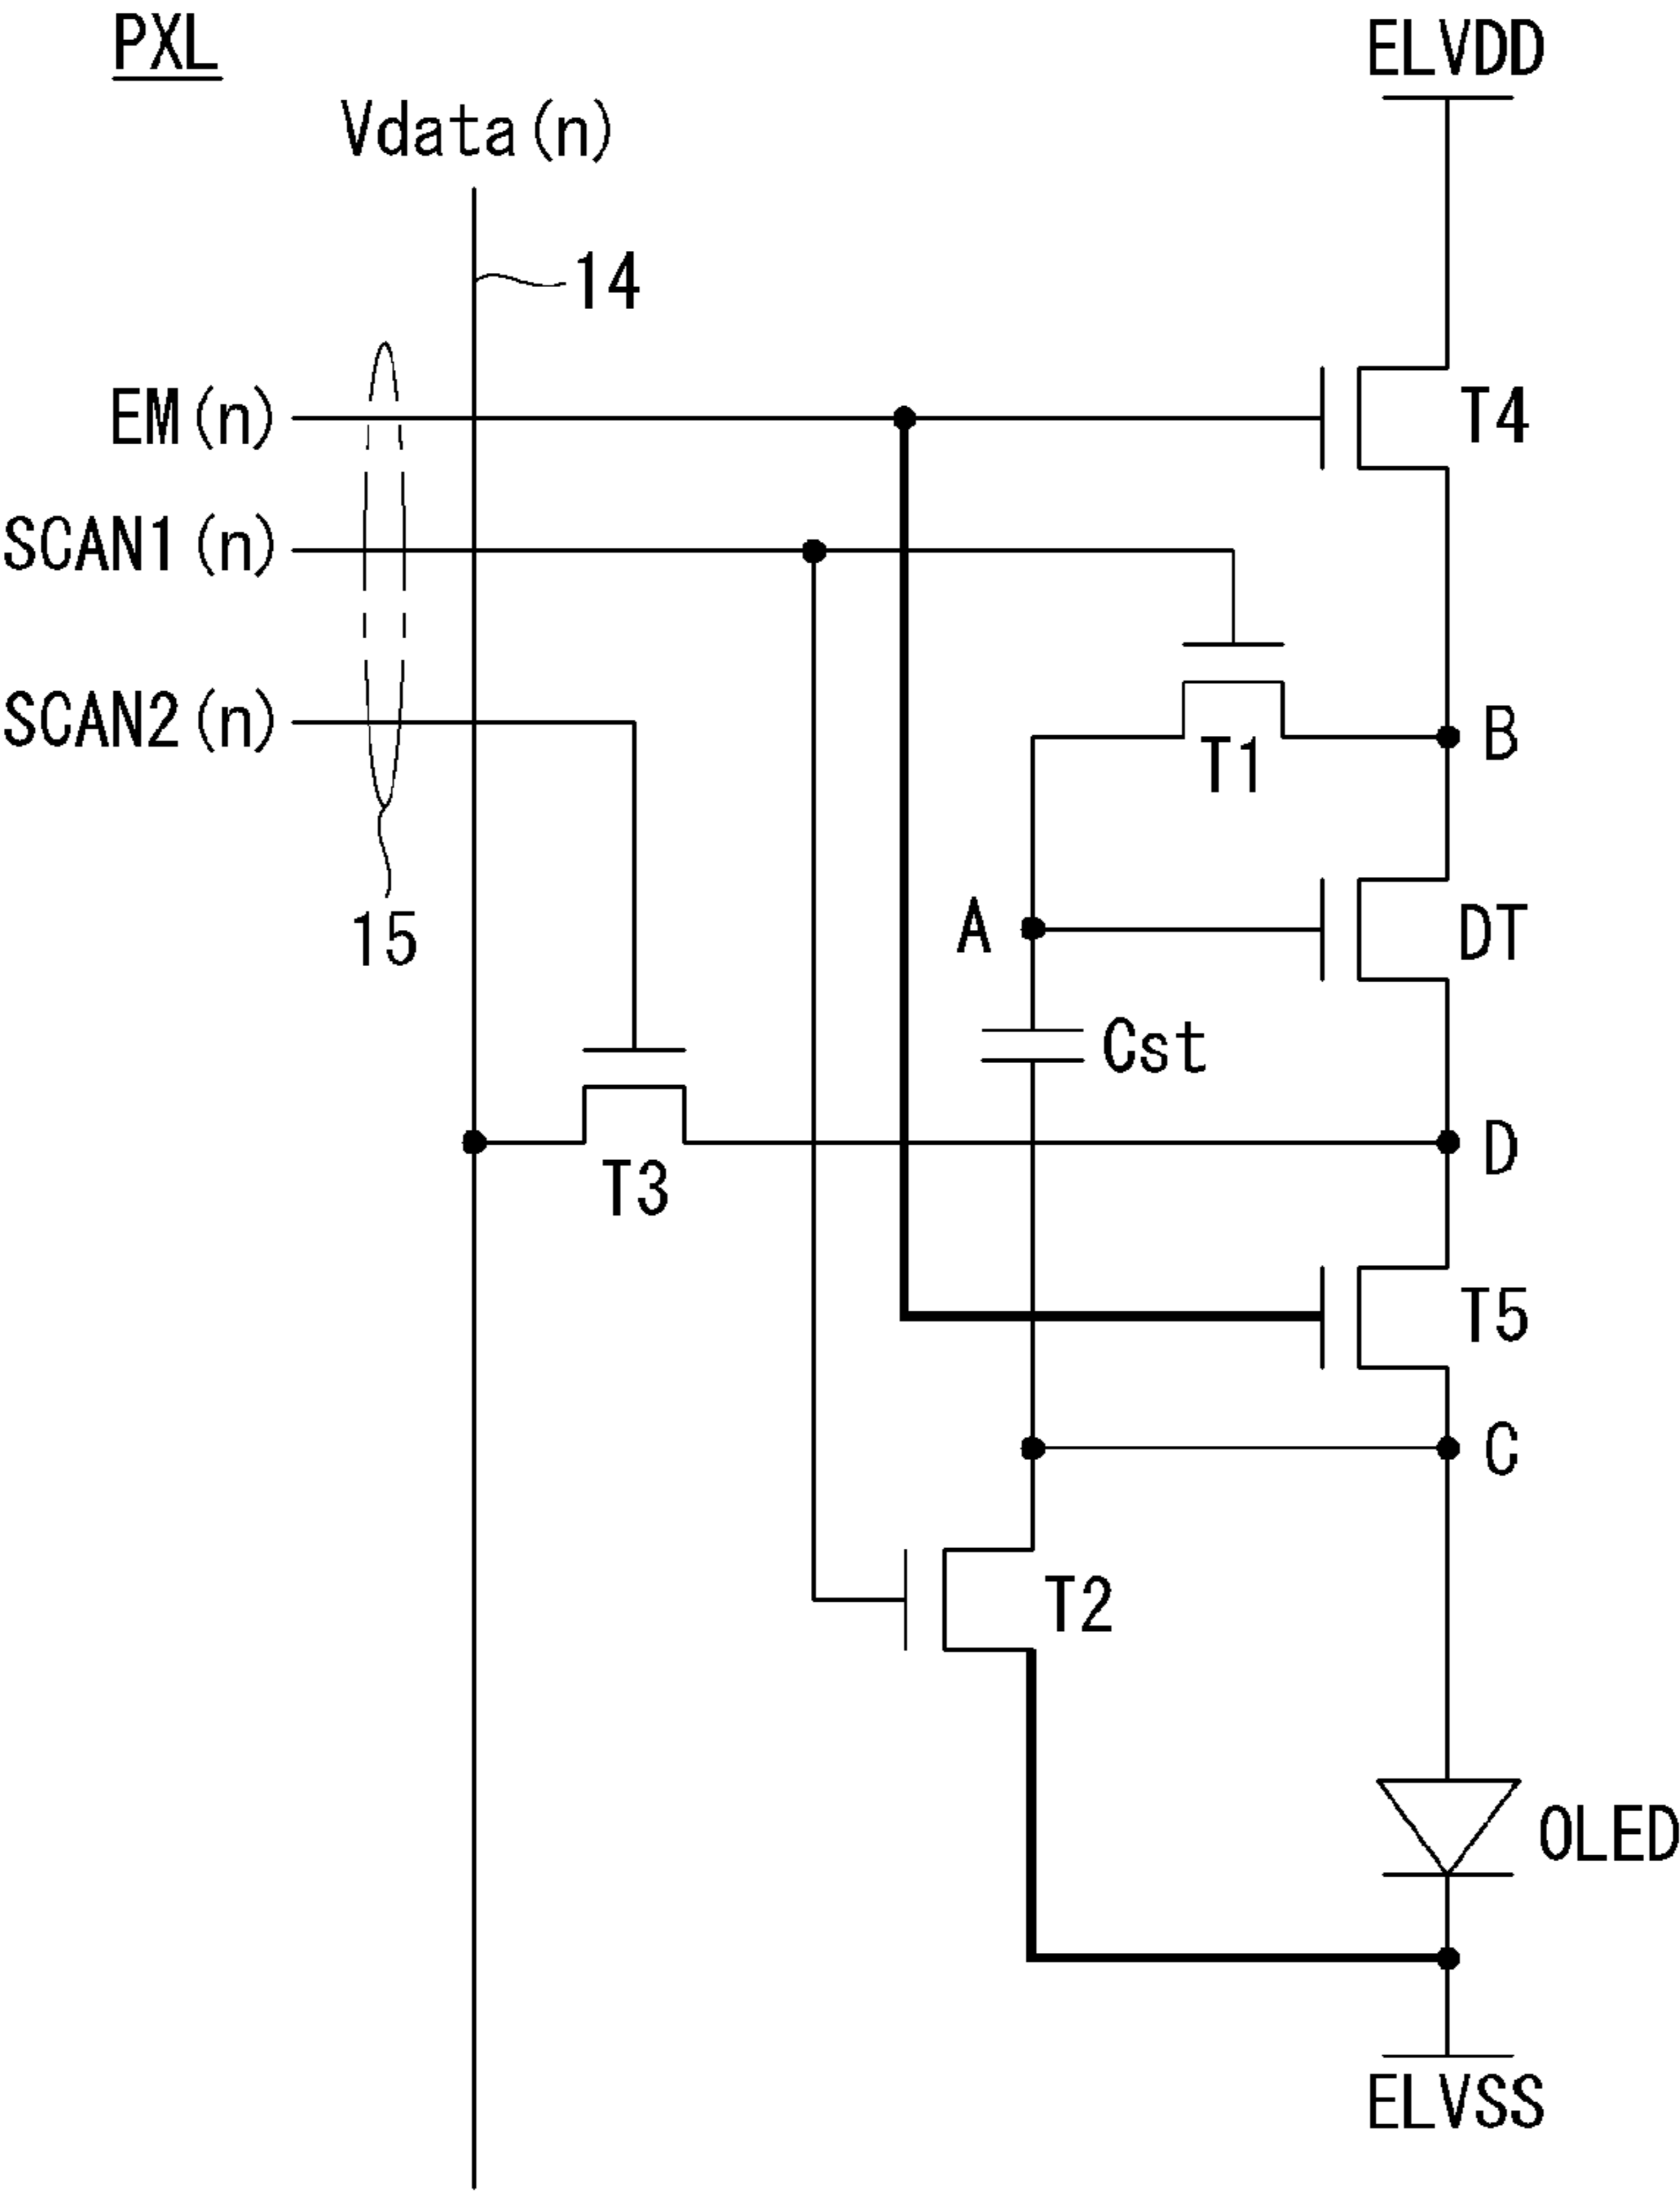 PXL
ELVDD
Vdata(n)
14
EM(n)
T4
SCAN1(n)
SCAN2(n)
B
T1
15
A
DT
Cst
D
T3
T5
C
T2
OLED
ELVSS